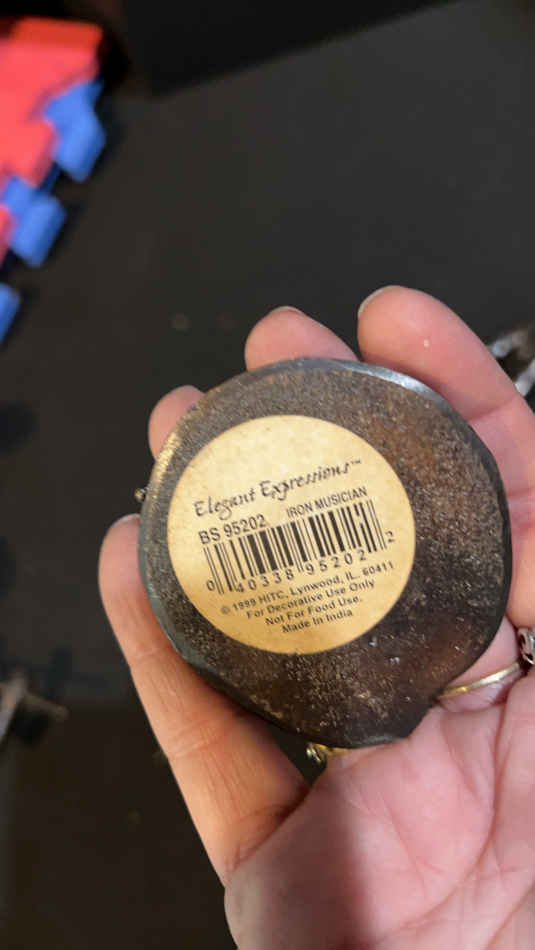 Elegant Expressions™
BS 95202 IRON MUSICIAN
0 40338 95202 2
© 1999 HITC, Lynwood, IL. 60411
For Decorative Use Only
Not For Food Use.
Made In India